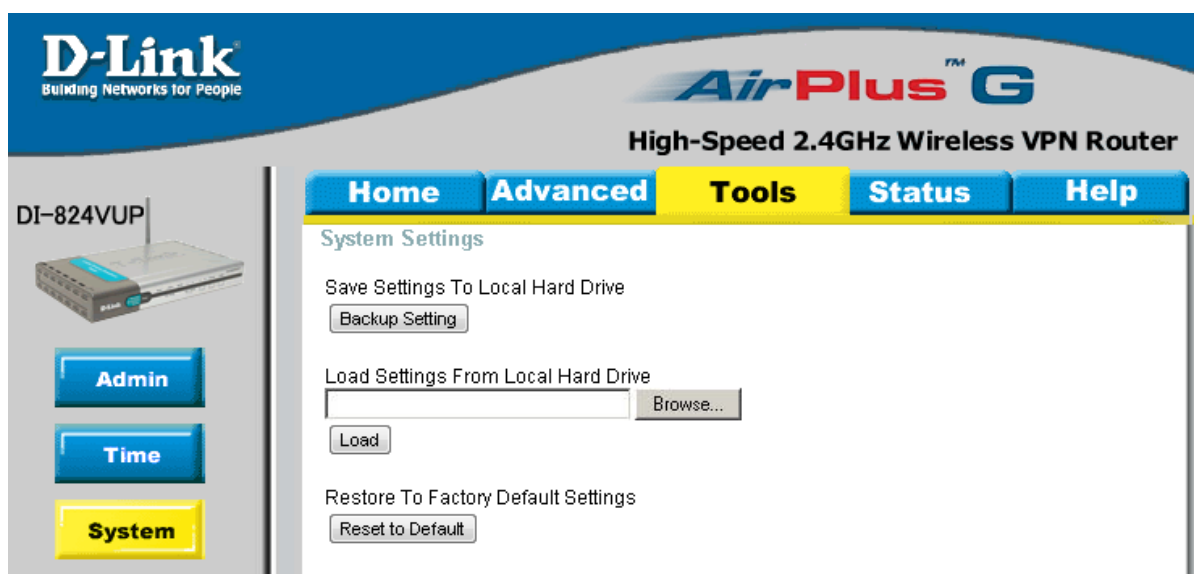 D-Link
Building Networks for People
AirPlus™ G
High-Speed 2.4GHz Wireless VPN Router
DI-824VUP
Home
Advanced
Tools
Status
Help
System Settings
Save Settings To Local Hard Drive
Backup Setting
Load Settings From Local Hard Drive
Browse...
Load
Restore To Factory Default Settings
Reset to Default
Admin
Time
System